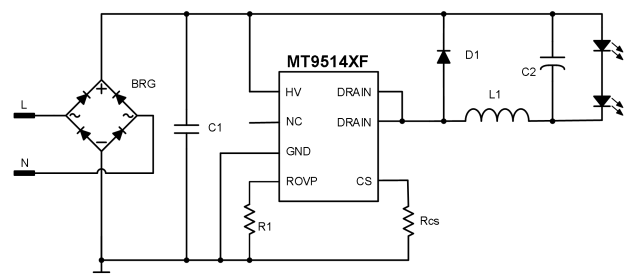 MT9514XF
BRG
D1
C2
L1
L
N
C1
HV
DRAIN
NC
DRAIN
GND
ROVP
CS
R1
Rcs